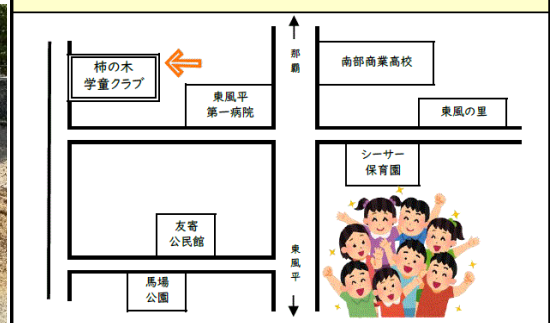 那
覇
柿の木
学童クラブ
南部商業高校
東風平
第一病院
東風の里
シーサー
保育園
友寄
公民館
東
風
平
馬場
公園